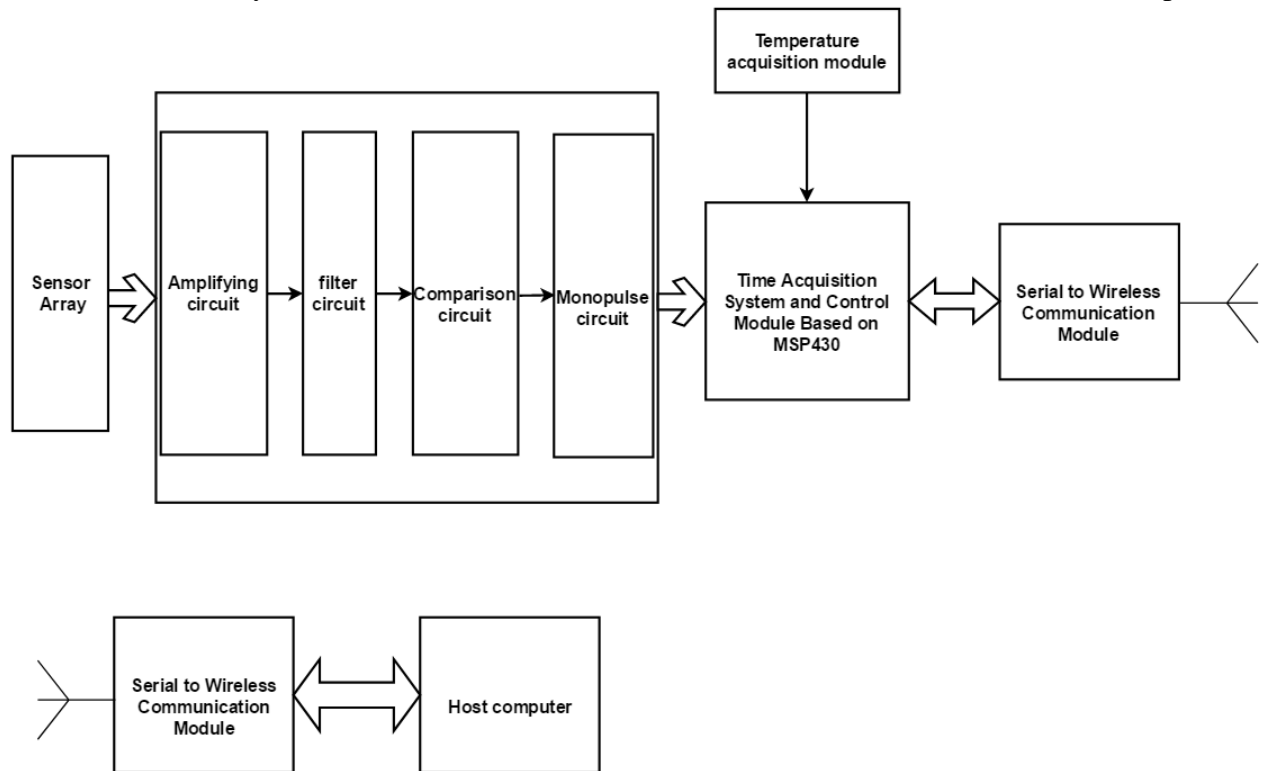 Temperature
acquisition module
Sensor
Array
Amplifying
circuit
filter
circuit
Comparison
circuit
Monopulse
circuit
Time Acquisition
System and Control
Module Based on
MSP430
Serial to Wireless
Communication
Module
Serial to Wireless
Communication
Module
Host computer